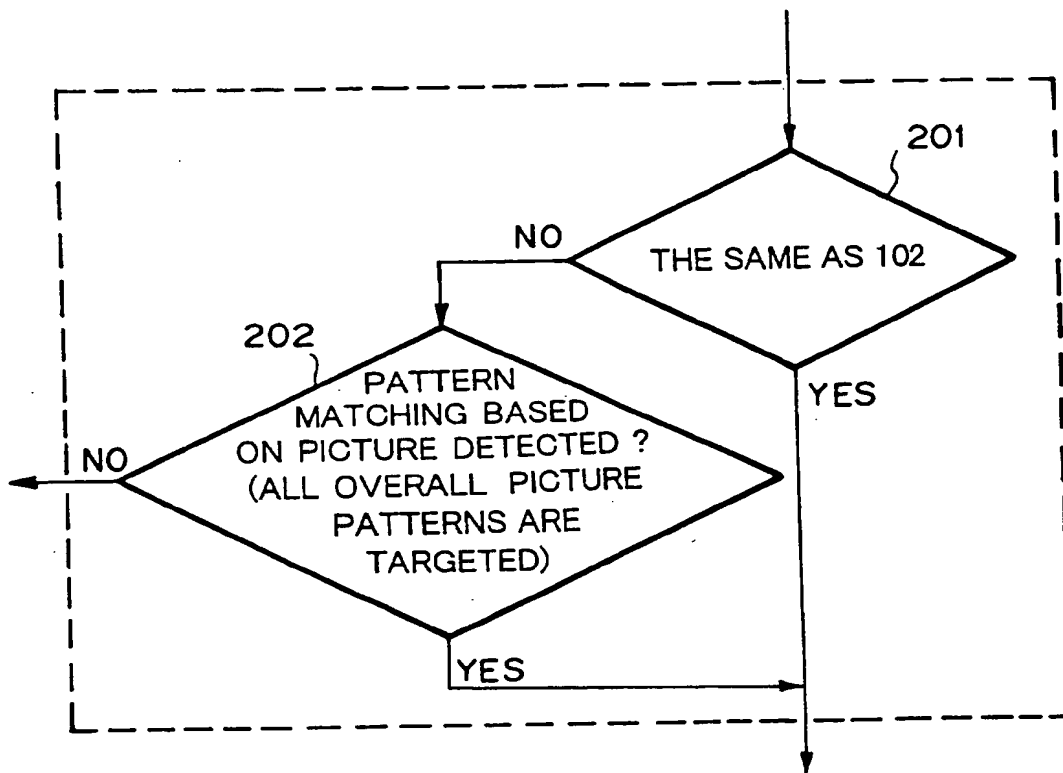 201
NO
THE SAME AS 102
202
PATTERN
MATCHING BASED
YES
ON PICTURE DETECTED ?
NO
(ALL OVERALL PICTURE
PATTERNS ARE
TARGETED)
YES